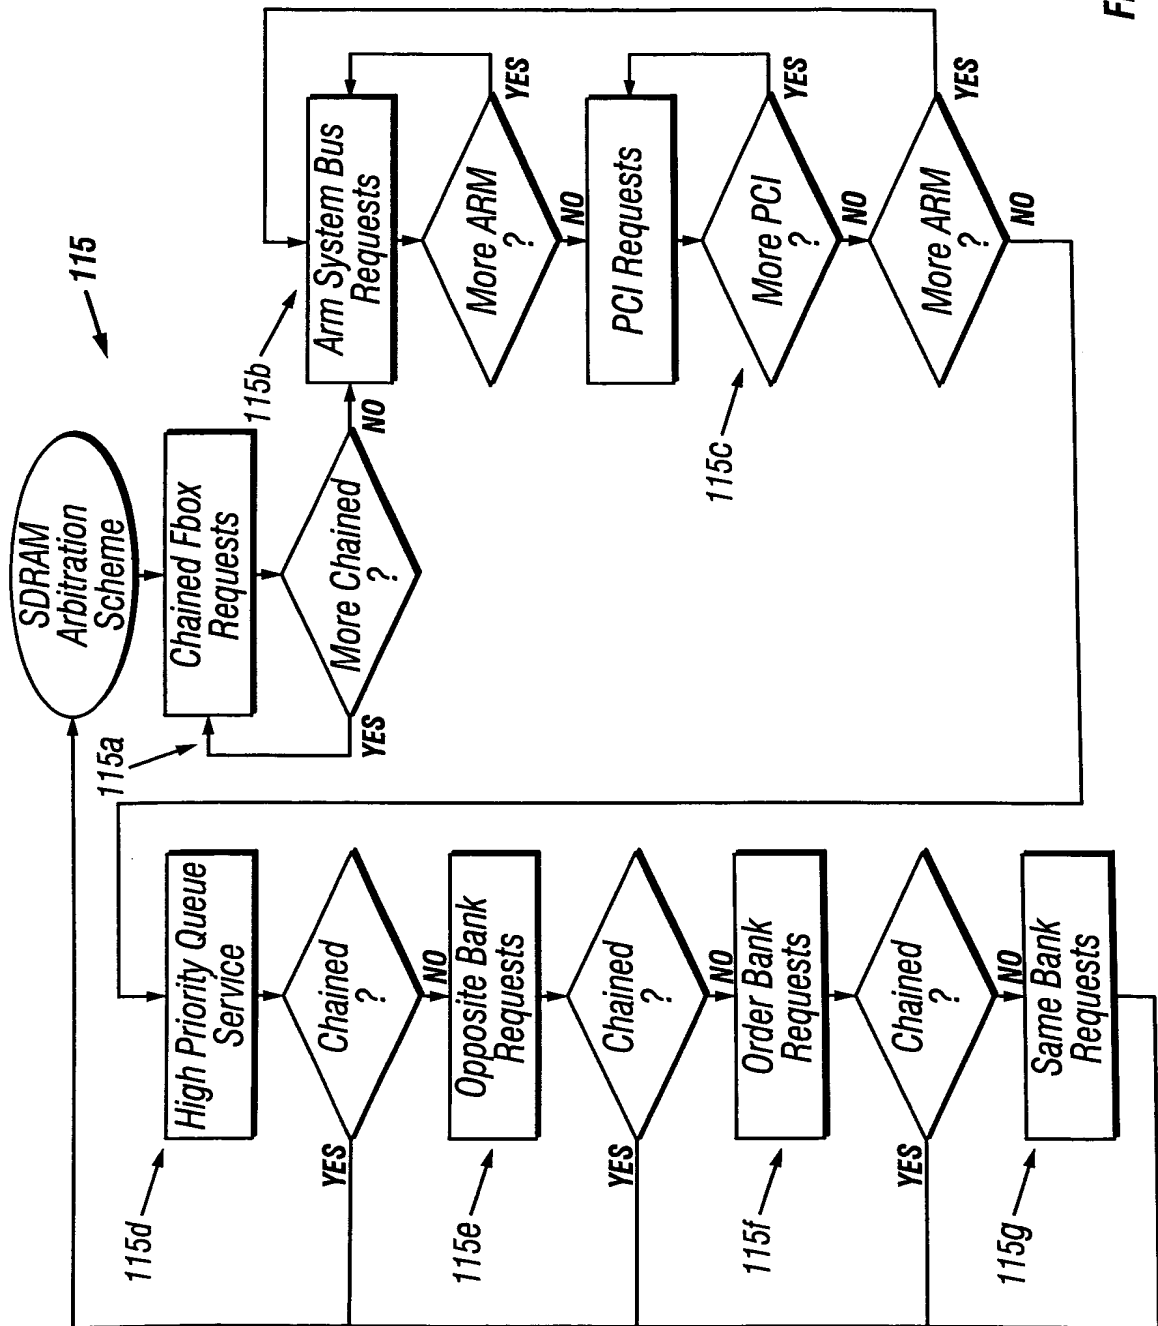 115
SDRAM
Arbitration
Scheme
115a
Chained Fbox
Requests
More Chained
?
YES
NO
115b
Arm System Bus
Requests
More ARM
?
YES
NO
PCI Requests
115c
More PCI
?
YES
NO
More ARM
?
YES
NO
115d
High Priority Queue
Service
Chained
?
YES
NO
115e
Opposite Bank
Requests
Chained
?
YES
NO
115f
Order Bank
Requests
Chained
?
YES
NO
115g
Same Bank
Requests